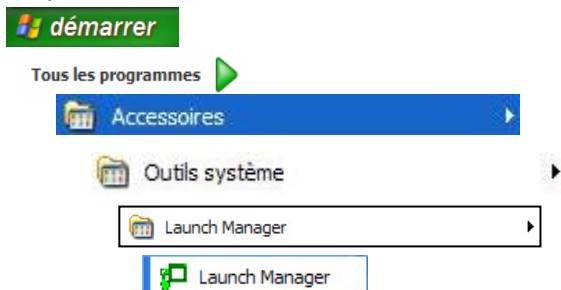 démarrer
Tous les programmes
Accessoires
Outils système
Launch Manager
Launch Manager